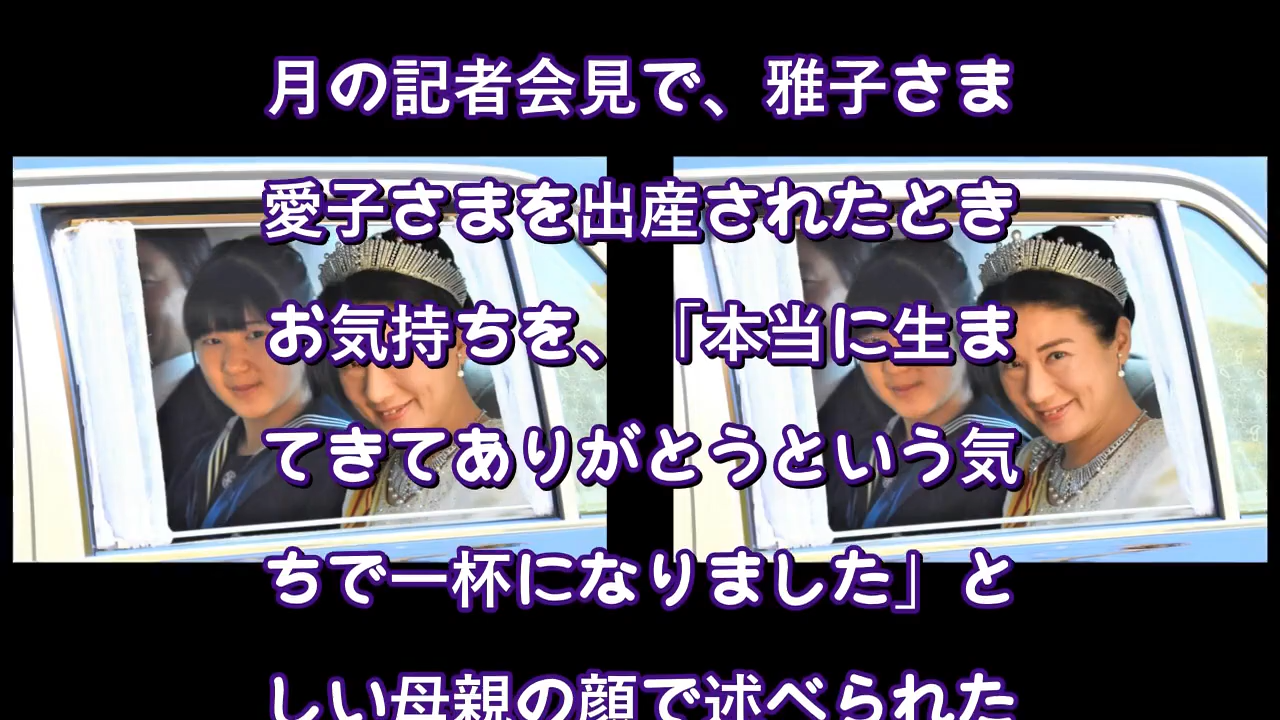 月の記者会見で、雅子さま
愛子さまを出産されたとき
お気持ちを、「本当に生ま
てきてありがとうという気
ちで一杯になりました」と
しい母親の顔で述べられた